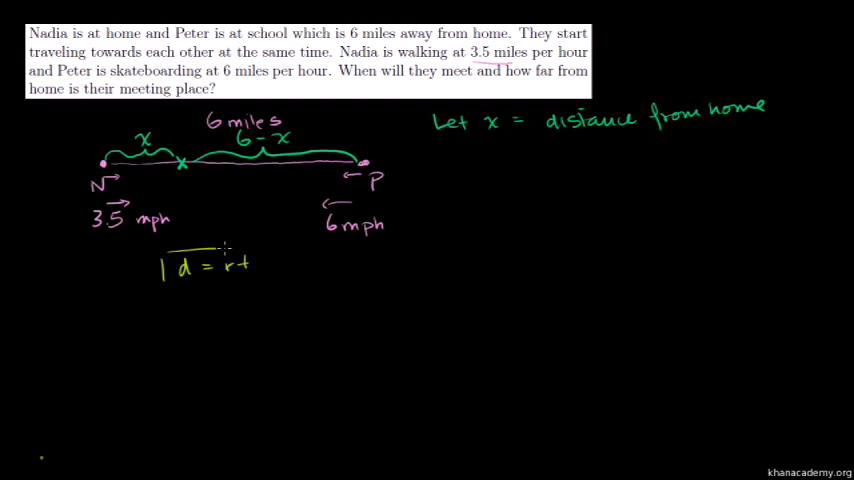 Nadia is at home and Peter is at school which is 6 miles away from home. They start
traveling towards each other at the same time. Nadia is walking at 3.5 miles per hour
and Peter is skateboarding at 6 miles per hour. When will they meet and how far from
home is their meeting place?
Let x = distance from home
6 miles
x 6 - x
N P
3.5 mph 6 mph
d = rt
khanacademy.org